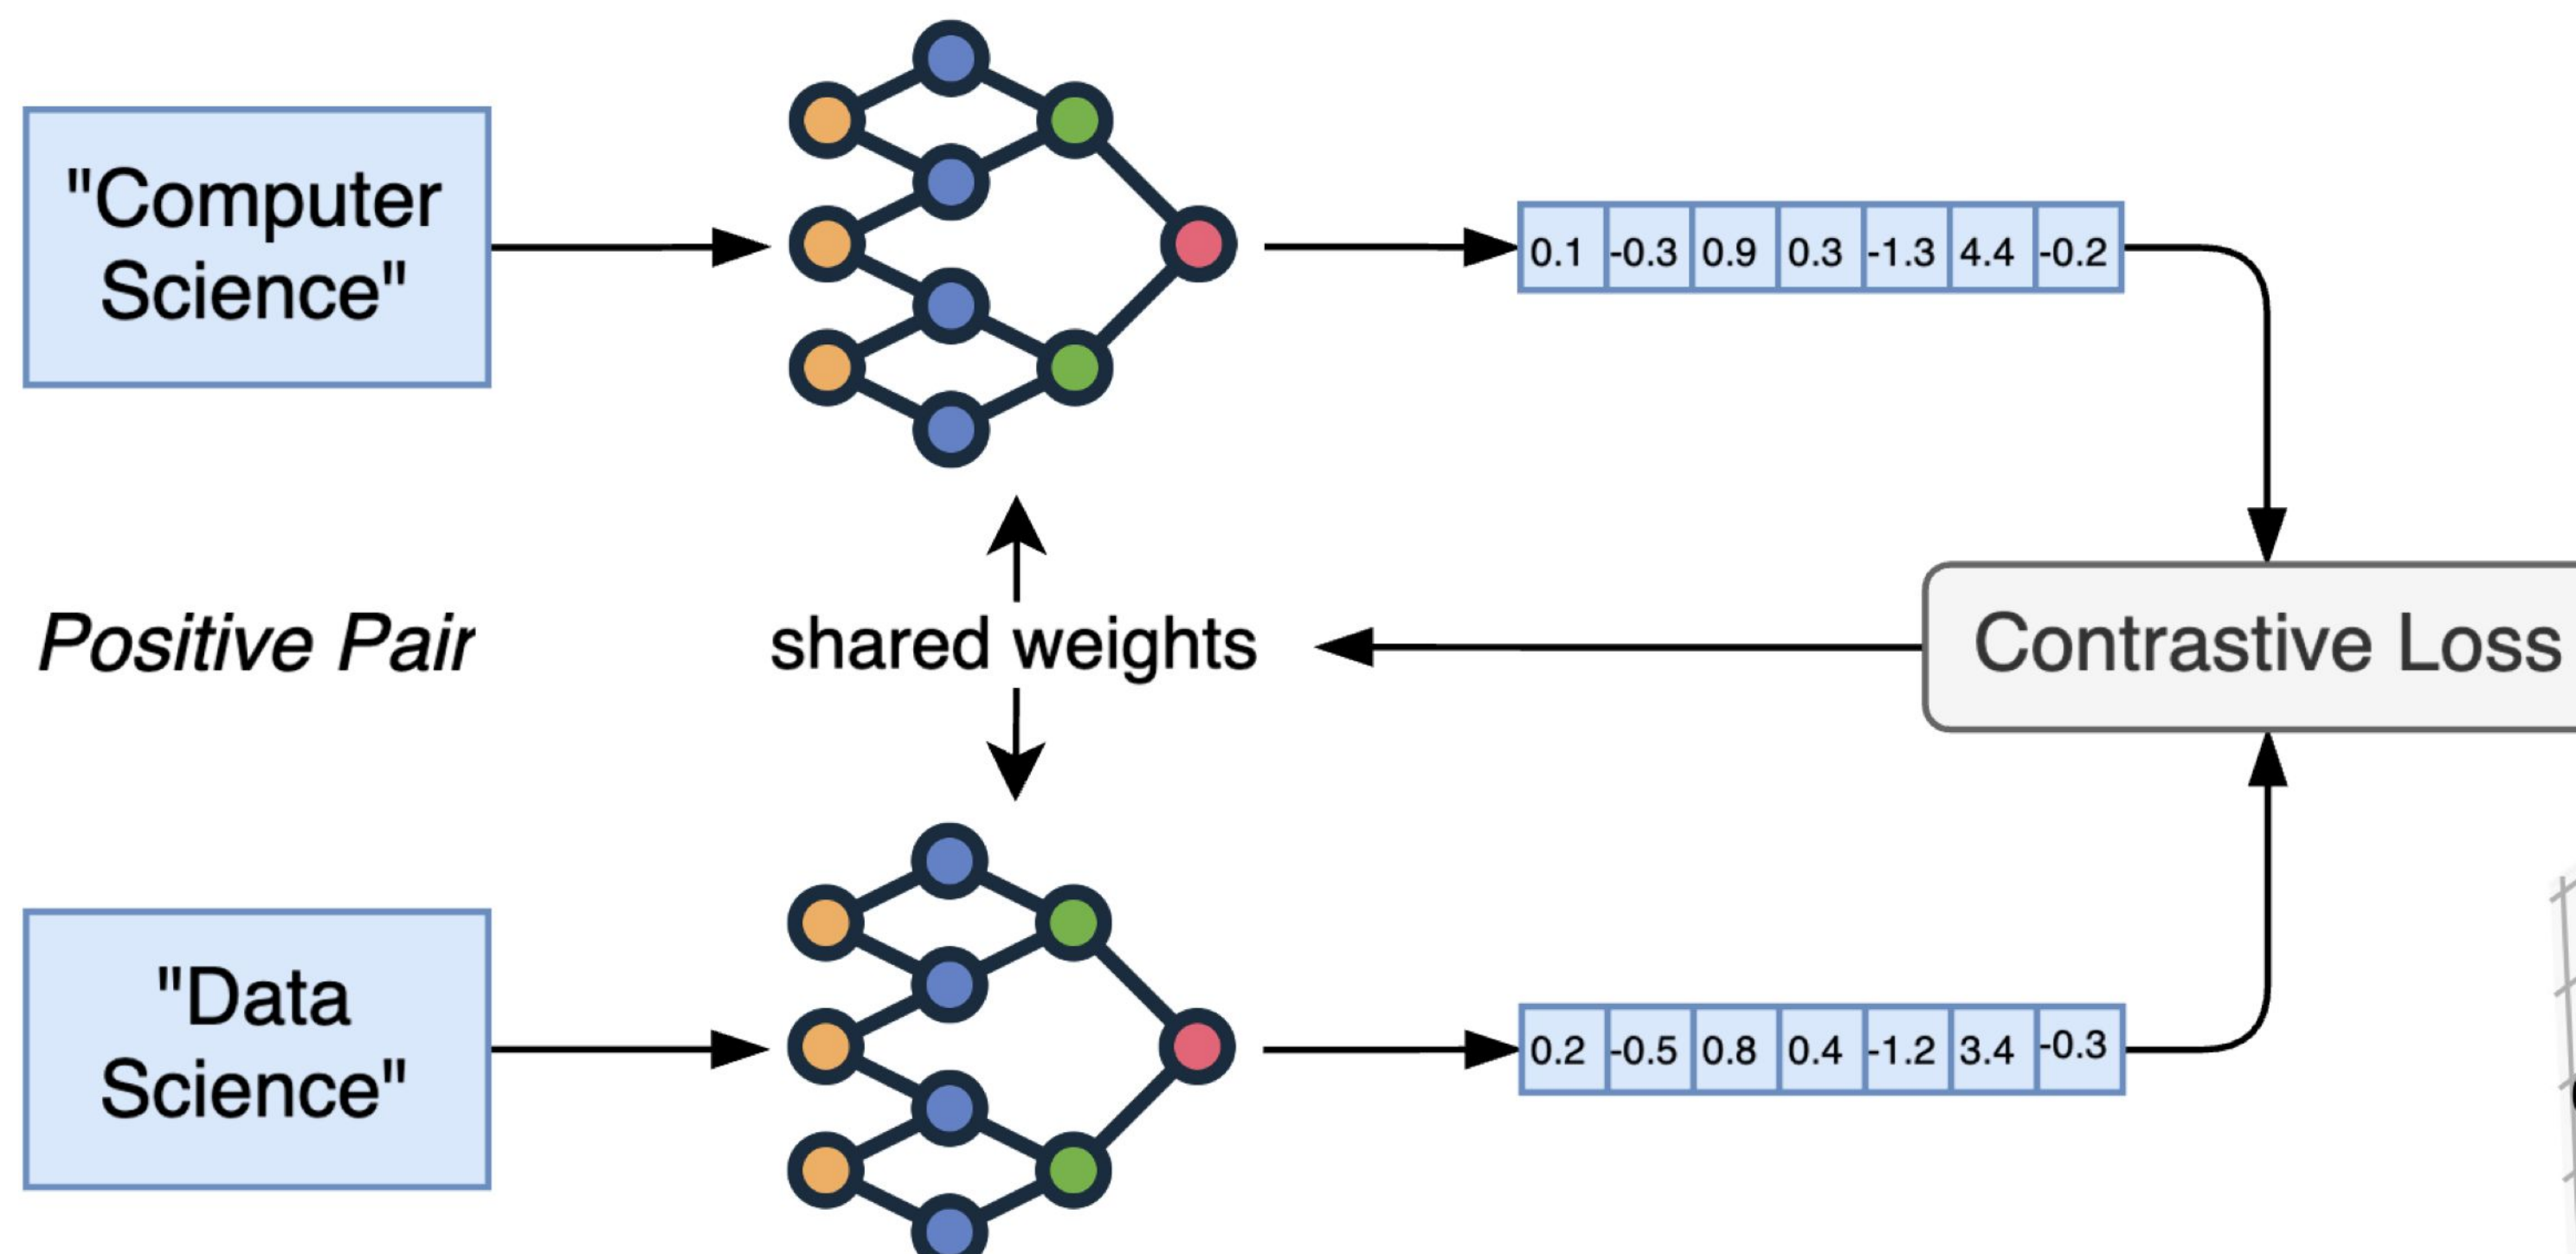 "Computer
Science"
0.1 -0.3 0.9 0.3 -1.3 4.4 -0.2
Positive Pair
shared weights
Contrastive Loss
"Data
Science"
0.2 -0.5 0.8 0.4 -1.2 3.4 -0.3